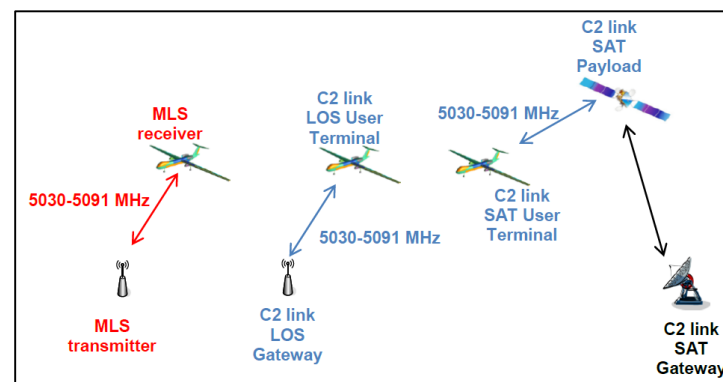 C2 link
SAT
Payload
C2 link
LOS User
Terminal
MLS
receiver
5030-5091 MHz
5030-5091 MHz
C2 link
SAT User
Terminal
5030-5091 MHz
MLS
transmitter
C2 link
LOS
Gateway
C2 link
SAT
Gateway